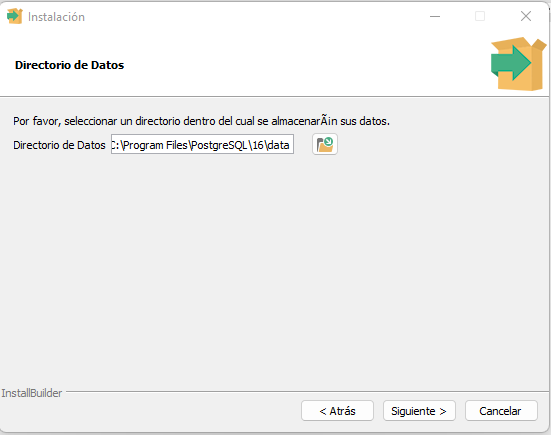 Instalación
Directorio de Datos
Por favor, seleccionar un directorio dentro del cual se almacenarÃ¡n sus datos.
Directorio de Datos C:\Program Files\PostgreSQL\16\data
InstallBuilder
< Atrás Siguiente > Cancelar